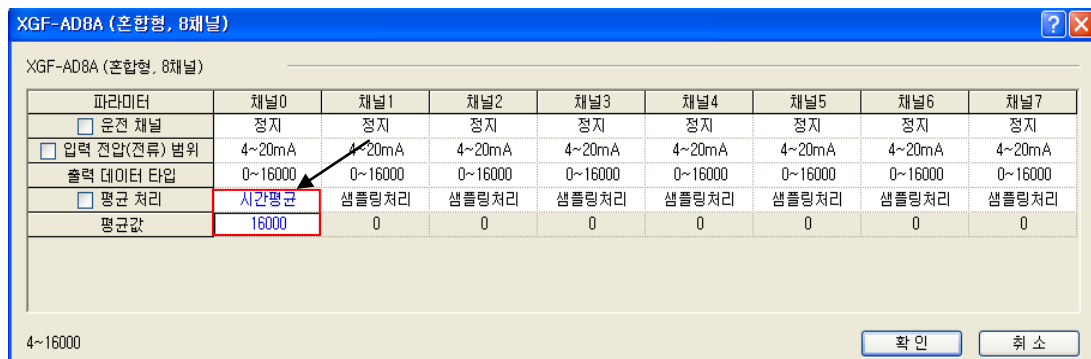 XGF-AD8A (혼합형, 8채널)
XGF-AD8A (혼합형, 8채널)
파라미터 채널0 채널1 채널2 채널3 채널4 채널5 채널6 채널7
운전 채널 정지 정지 정지 정지 정지 정지 정지 정지
입력 전압(전류) 범위 4~20mA 4~20mA 4~20mA 4~20mA 4~20mA 4~20mA 4~20mA 4~20mA
출력 데이터 타입 0~16000 0~16000 0~16000 0~16000 0~16000 0~16000 0~16000 0~16000
평균 처리 시간평균 샘플링처리 샘플링처리 샘플링처리 샘플링처리 샘플링처리 샘플링처리 샘플링처리
평균값 16000 0 0 0 0 0 0 0
4~16000 확인 취소